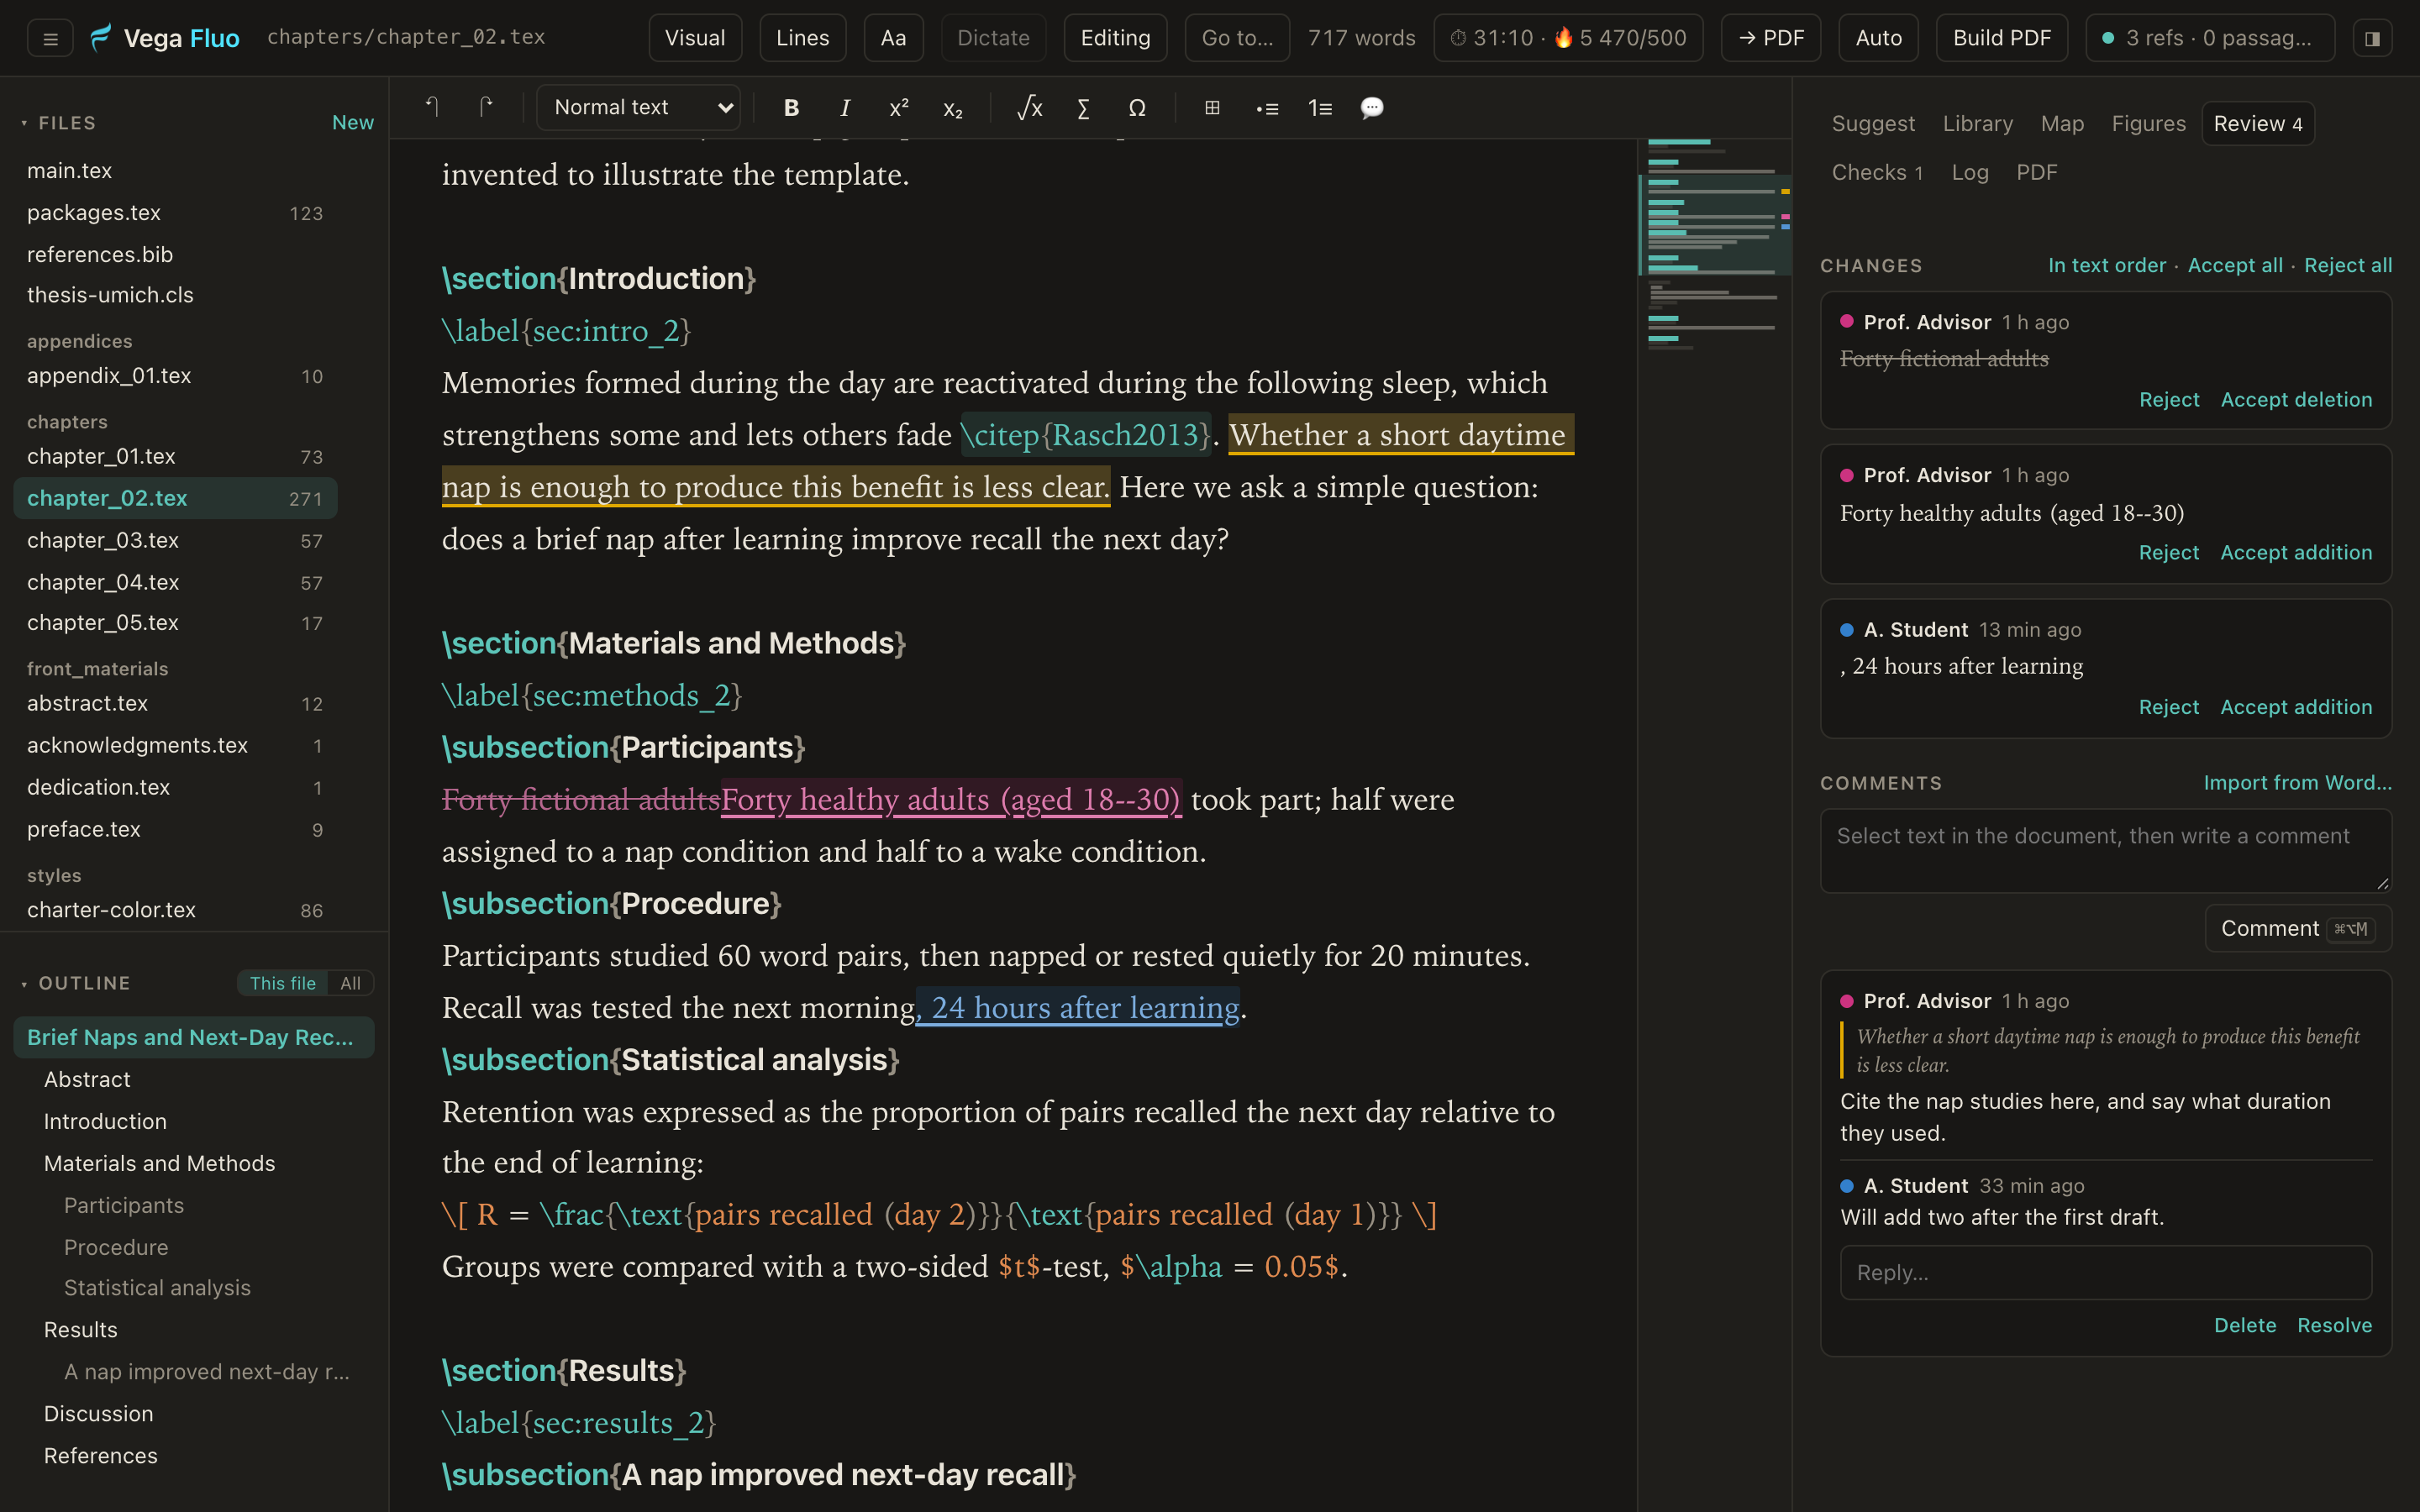 ☰ Vega Fluo chapters/chapter_02.tex Visual Lines Aa Dictate Editing Go to... 717 words ⏱ 31:10 · 🔥 5 470/500 → PDF Auto Build PDF 3 refs · 0 passag...
FILES New
main.tex
packages.tex 123
references.bib
thesis-umich.cls
appendices
appendix_01.tex 10
chapters
chapter_01.tex 73
chapter_02.tex 271
chapter_03.tex 57
chapter_04.tex 57
chapter_05.tex 17
front_materials
abstract.tex 12
acknowledgments.tex 1
dedication.tex 1
preface.tex 9
styles
charter-color.tex 86
OUTLINE This file All
Brief Naps and Next-Day Rec...
Abstract
Introduction
Materials and Methods
Participants
Procedure
Statistical analysis
Results
A nap improved next-day r...
Discussion
References
Normal text B I x² x₂ √x ∑ Ω ⊞ •≡ 1≡ 💬
invented to illustrate the template.
\section{Introduction}
\label{sec:intro_2}
Memories formed during the day are reactivated during the following sleep, which
strengthens some and lets others fade \citep{Rasch2013}. Whether a short daytime
nap is enough to produce this benefit is less clear. Here we ask a simple question:
does a brief nap after learning improve recall the next day?
\section{Materials and Methods}
\label{sec:methods_2}
\subsection{Participants}
Forty fictional adultsForty healthy adults (aged 18--30) took part; half were
assigned to a nap condition and half to a wake condition.
\subsection{Procedure}
Participants studied 60 word pairs, then napped or rested quietly for 20 minutes.
Recall was tested the next morning, 24 hours after learning.
\subsection{Statistical analysis}
Retention was expressed as the proportion of pairs recalled the next day relative to
the end of learning:
\[ R = \frac{\text{pairs recalled (day 2)}}{\text{pairs recalled (day 1)}} \]
Groups were compared with a two-sided $t$-test, $\alpha = 0.05$.
\section{Results}
\label{sec:results_2}
\subsection{A nap improved next-day recall}
Suggest Library Map Figures Review 4
Checks 1 Log PDF
CHANGES In text order · Accept all · Reject all
Prof. Advisor 1 h ago
Forty fictional adults
Reject Accept deletion
Prof. Advisor 1 h ago
Forty healthy adults (aged 18--30)
Reject Accept addition
A. Student 13 min ago
, 24 hours after learning
Reject Accept addition
COMMENTS Import from Word...
Select text in the document, then write a comment
Comment ⌘⌥M
Prof. Advisor 1 h ago
Whether a short daytime nap is enough to produce this benefit
is less clear.
Cite the nap studies here, and say what duration
they used.
A. Student 33 min ago
Will add two after the first draft.
Reply...
Delete Resolve